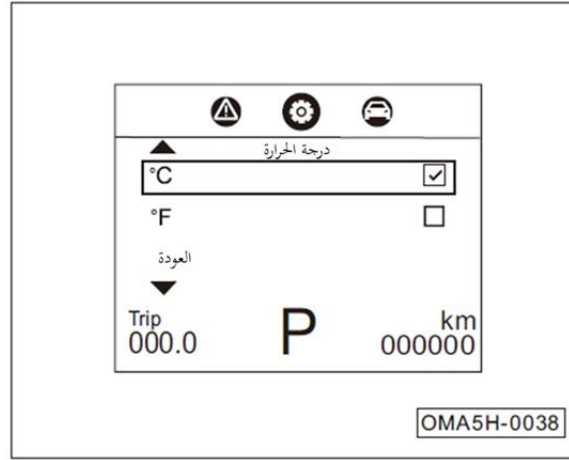 درجة الحرارة
°C
°F
العودة
Trip
000.0
P
km
000000
OMA5H-0038